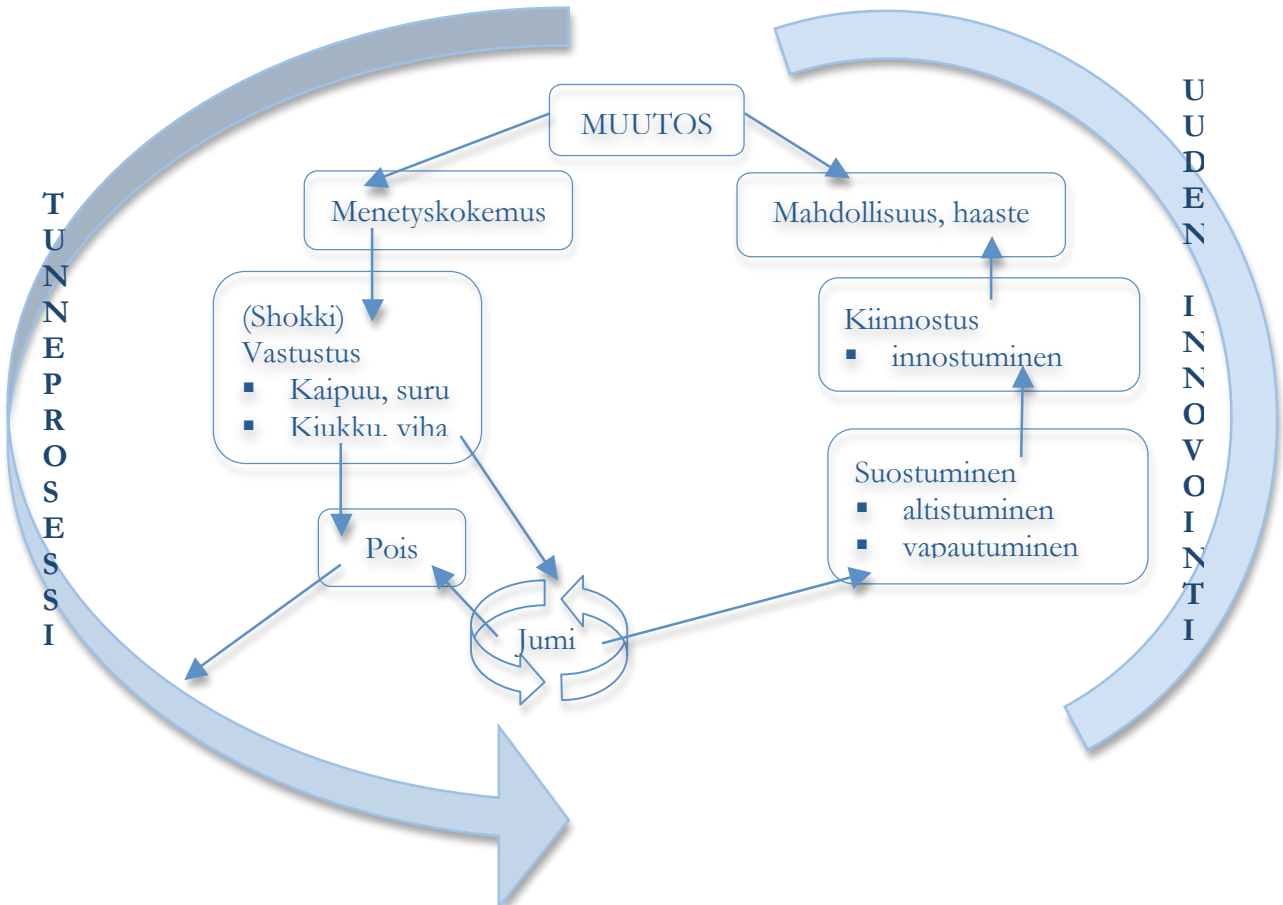 MUUTOS
Menetyskokemus
Mahdollisuus, haaste
(Shokki)
Vastustus
▪ Kaipuu, suru
▪ Kiukku, viha
Kiinnostus
▪ innostuminen
Suostuminen
▪ altistuminen
▪ vapautuminen
Pois
Jumi
TUNNEPROSESSI
UUDEN INNOVOINTI